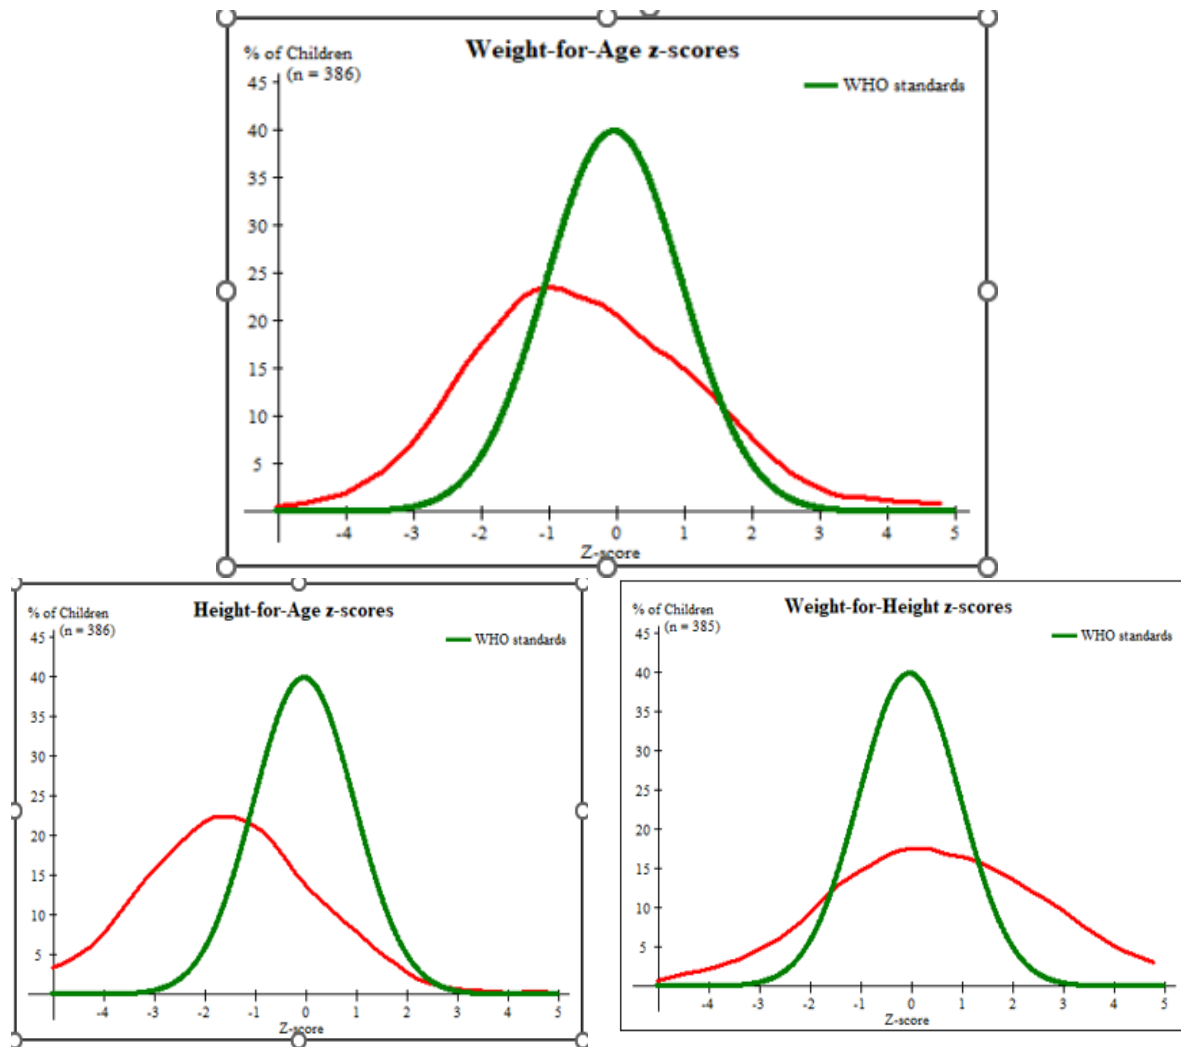 Weight-for-Age z-scores
% of Children
(n = 386)
WHO standards
45
40
35
30
25
20
15
10
5
-4 -3 -2 -1 0 1 2 3 4 5
Z-score
Height-for-Age z-scores
% of Children
(n = 386)
WHO standards
45
40
35
30
25
20
15
10
5
-4 -3 -2 -1 0 1 2 3 4 5
Z-score
Weight-for-Height z-scores
% of Children
(n = 385)
WHO standards
45
40
35
30
25
20
15
10
5
-4 -3 -2 -1 0 1 2 3 4 5
Z-score